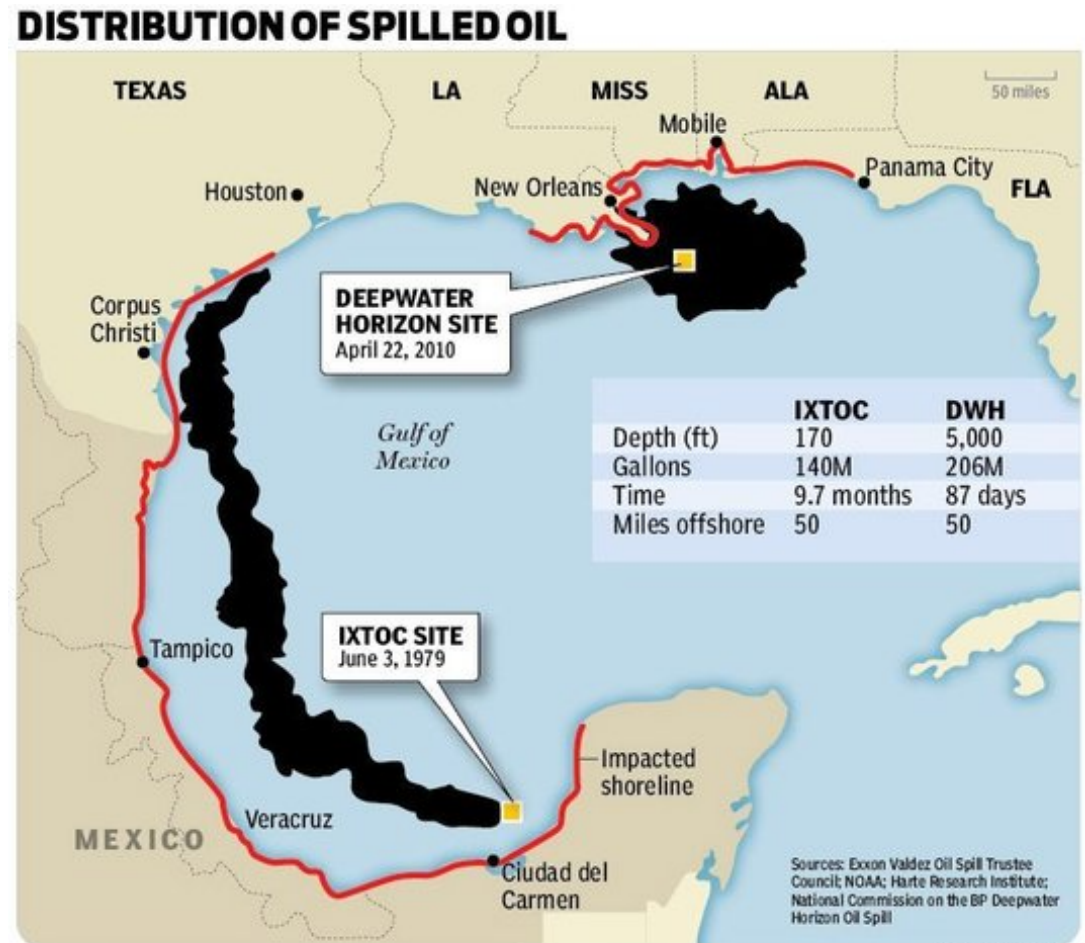 DISTRIBUTION OF SPILLED OIL
TEXAS
LA
MISS
ALA
50 miles
Mobile
Panama City
New Orleans
Houston
FLA
DEEPWATER
HORIZON SITE
April 22, 2010
Corpus
Christi
Gulf of
Mexico
IXTOC DWH
Depth (ft) 170 5,000
Gallons 140M 206M
Time 9.7 months 87 days
Miles offshore 50 50
IXTOC SITE
June 3, 1979
Tampico
Impacted
shoreline
Veracruz
MEXICO
Ciudad del
Carmen
Sources: Exxon Valdez Oil Spill Trustee
Council; NOAA; Harte Research Institute;
National Commission on the BP Deepwater
Horizon Oil Spill